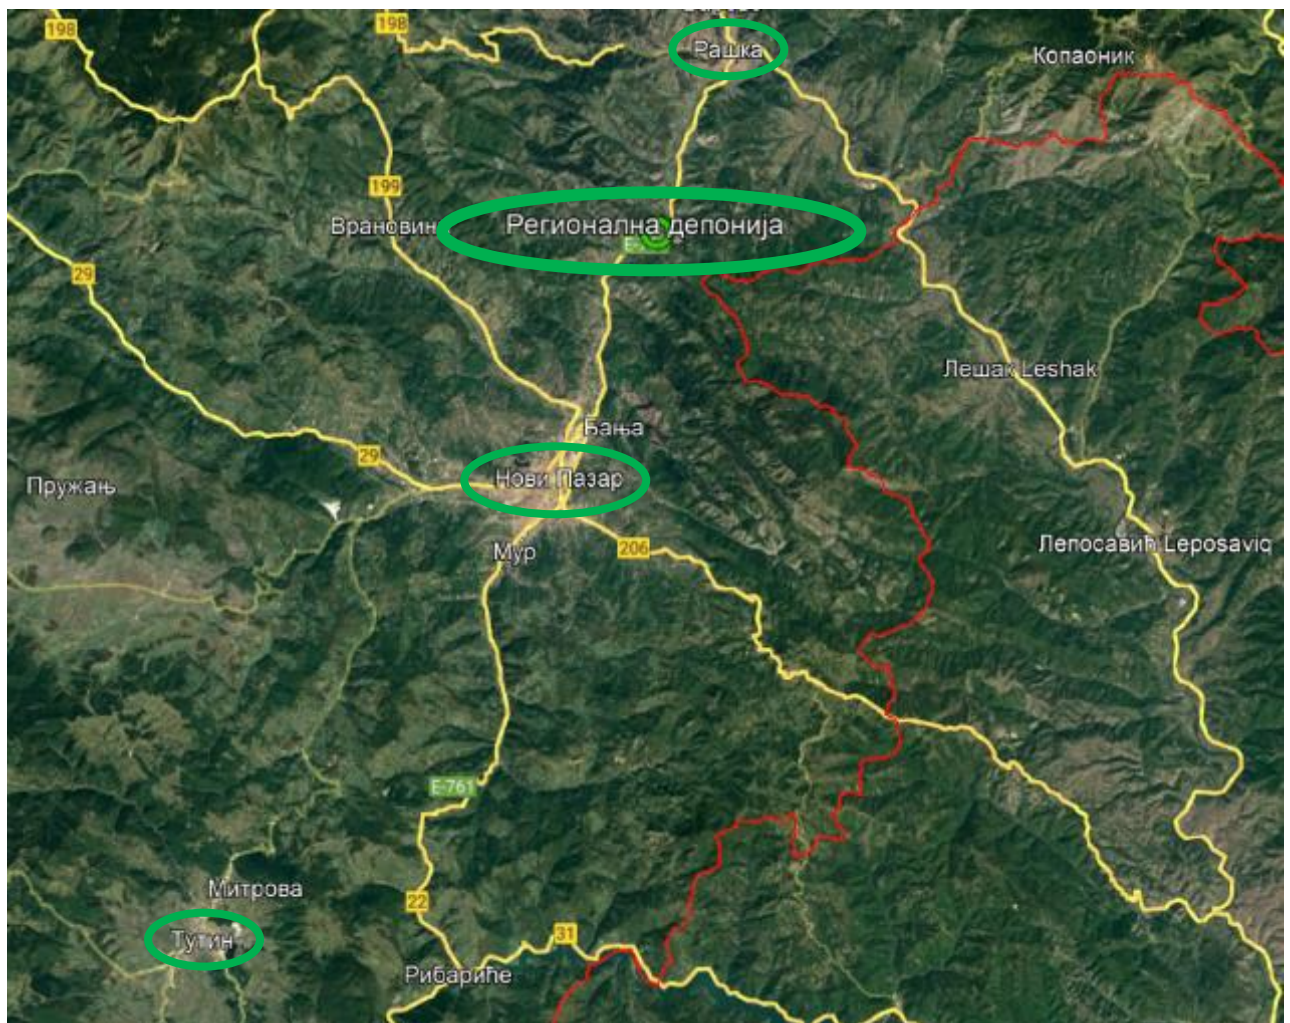 198
198
Рашка
Копаоник
199
Врановин
Регионална депонија
29
Лешак Leshak
Бања
29
Нови Пазар
Пружањ
Мур
206
Лепосавић Leposaviq
E-761
Митрова
22
Тутин
31
Рибариће